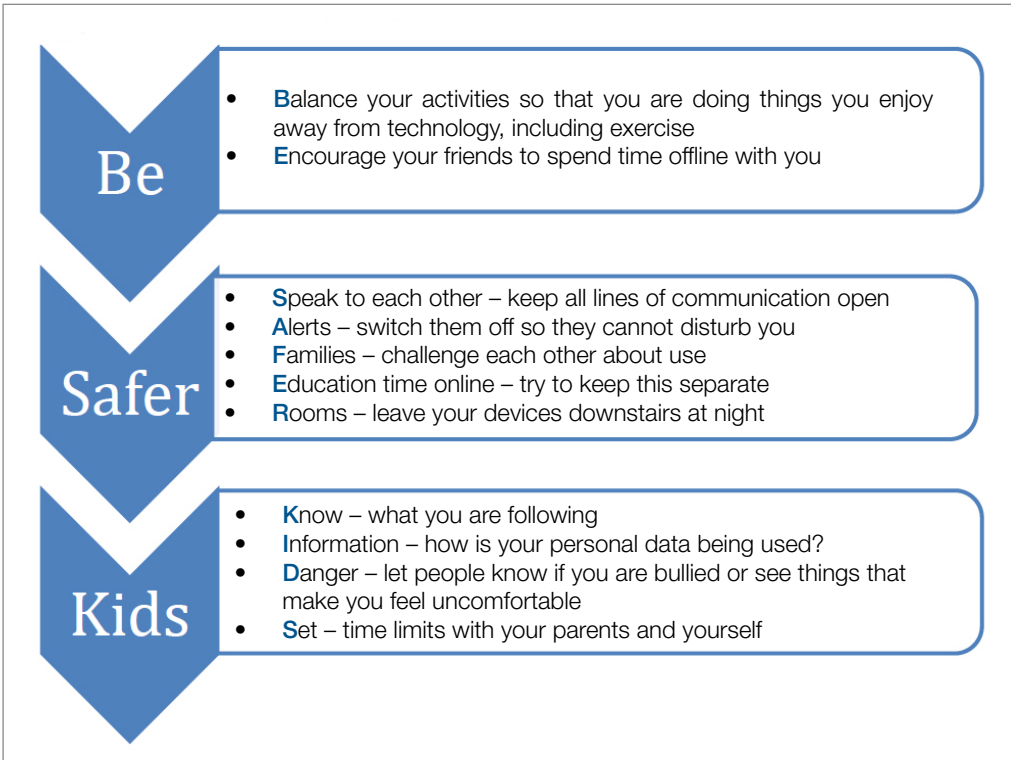 Be
• Balance your activities so that you are doing things you enjoy
away from technology, including exercise
• Encourage your friends to spend time offline with you
Safer
• Speak to each other – keep all lines of communication open
• Alerts – switch them off so they cannot disturb you
• Families – challenge each other about use
• Education time online – try to keep this separate
• Rooms – leave your devices downstairs at night
Kids
• Know – what you are following
• Information – how is your personal data being used?
• Danger – let people know if you are bullied or see things that
make you feel uncomfortable
• Set – time limits with your parents and yourself